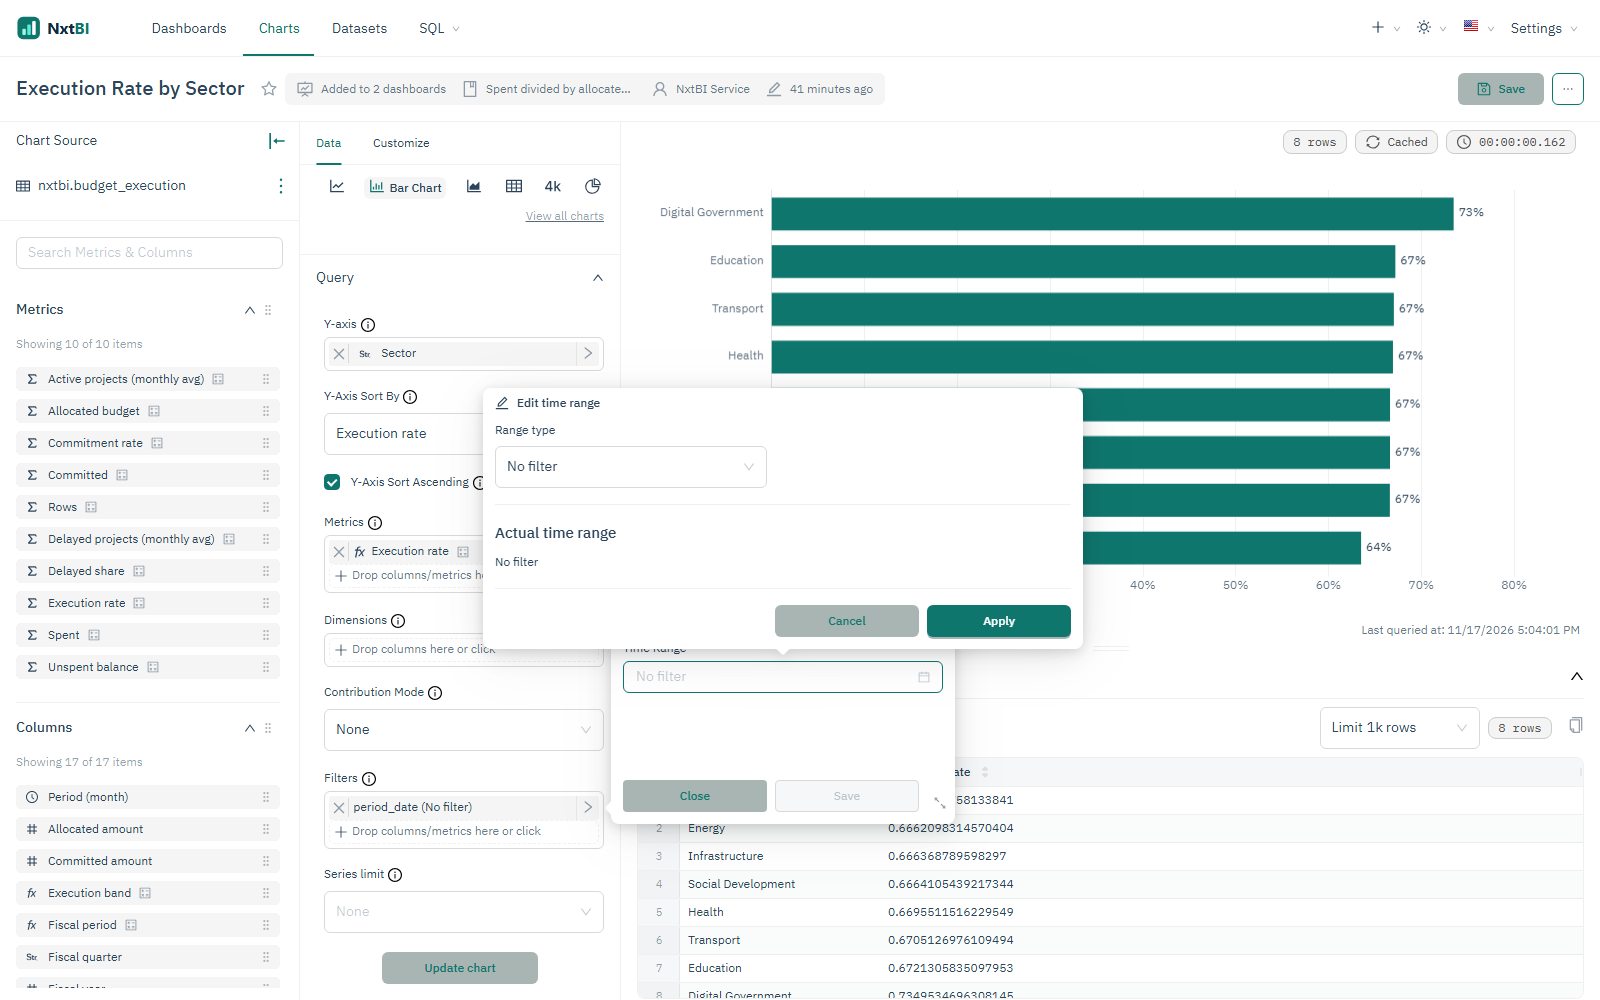 NxtBI
Dashboards
Charts
Datasets
SQL
Settings
Execution Rate by Sector
Added to 2 dashboards
Spent divided by allocate...
NxtBI Service
41 minutes ago
Save
...
Chart Source
nxtbi.budget_execution
Search Metrics & Columns
Metrics
Showing 10 of 10 items
Active projects (monthly avg)
Allocated budget
Commitment rate
Committed
Rows
Delayed projects (monthly avg)
Delayed share
Execution rate
Spent
Unspent balance
Columns
Showing 17 of 17 items
Period (month)
# Allocated amount
# Committed amount
fx Execution band
fx Fiscal period
Str. Fiscal quarter
Data
Customize
Bar Chart
4k
View all charts
Query
Y-axis
Str. Sector
Y-Axis Sort By
Execution rate
Y-Axis Sort Ascending
Metrics
fx Execution rate
Drop columns/metrics he
Dimensions
Drop columns here or click
Contribution Mode
None
Filters
period_date (No filter)
Drop columns/metrics here or click
Series limit
None
Update chart
8 rows
Cached
00:00:00.162
Digital Government
73%
Education
67%
Transport
67%
Health
67%
67%
67%
67%
64%
40%
50%
60%
70%
80%
Last queried at: 11/17/2026 5:04:01 PM
Edit time range
Range type
No filter
Actual time range
No filter
Cancel
Apply
Time Range
No filter
Close
Save
Limit 1k rows
8 rows
ate
58133841
2 Energy 0.6662098314570404
3 Infrastructure 0.666368789598297
4 Social Development 0.6664105439217344
5 Health 0.6695511516229549
6 Transport 0.6705126976109494
7 Education 0.6721305835097953
8 Digital Government 0.7349534696308145